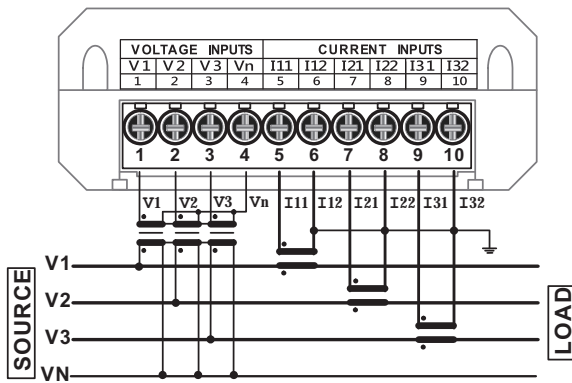 VOLTAGE INPUTS CURRENT INPUTS
V1 V2 V3 Vn I11 I12 I21 I22 I31 I32
1 2 3 4 5 6 7 8 9 10
1 2 3 4 5 6 7 8 9 10
V1 V2 V3 Vn I11 I12 I21 I22 I31 I32
SOURCE
V1
V2
V3
VN
LOAD